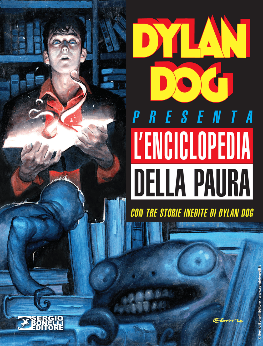 DYLAN
DOG
PRESENTA
L'ENCICLOPEDIA
DELLA PAURA
CON TRE STORIE INEDITE DI DYLAN DOG
SERGIO
BONELLI
EDITORE